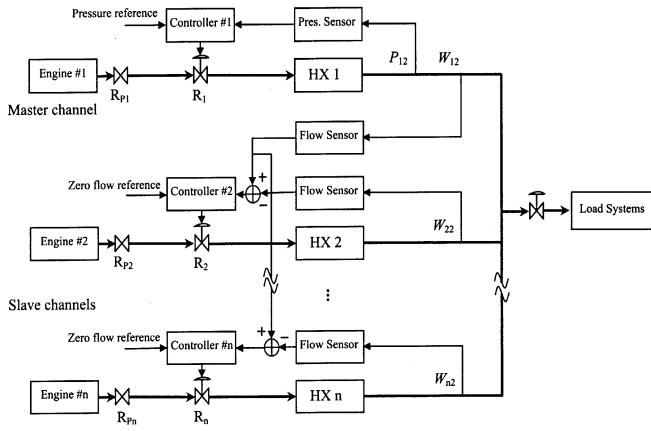 Pressure reference
Controller #1
Pres. Sensor
P12
W12
Engine #1
RP1
R1
HX 1
Master channel
Flow Sensor
+
−
Zero flow reference
Controller #2
Flow Sensor
Load Systems
W22
Engine #2
RP2
R2
HX 2
Slave channels
⋮
Zero flow reference
Controller #n
+
−
Flow Sensor
Wn2
Engine #n
RPn
Rn
HX n